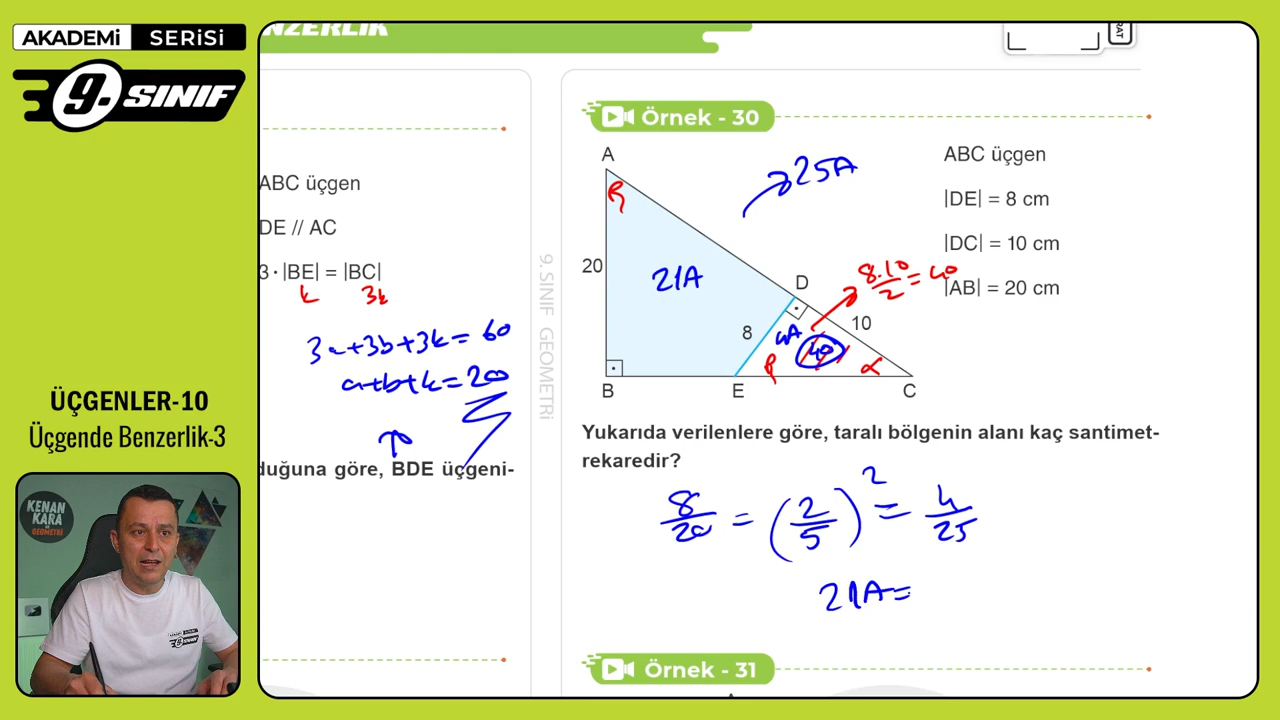 AKADEMİ SERİSİ
9. SINIF
ÜÇGENLER-10
Üçgende Benzerlik-3
KENAN
KARA
GEOMETRİ
9.SINIF
BENZERLIK
ABC üçgen
DE // AC
3·|BE| = |BC|
k 3k
3a+3b+3k=60
a+b+k=20
duğuna göre, BDE üçgeni-
9. SINIF GEOMETRİ
Örnek - 30
A
25A
20
21A
D
8.10/2=40
8
4A
40
10
B
E
C
β
β
α
ABC üçgen
|DE| = 8 cm
|DC| = 10 cm
|AB| = 20 cm
Yukarıda verilenlere göre, taralı bölgenin alanı kaç santimet-
rekaredir?
8/20 = (2/5)² = 4/25
21A=
Örnek - 31